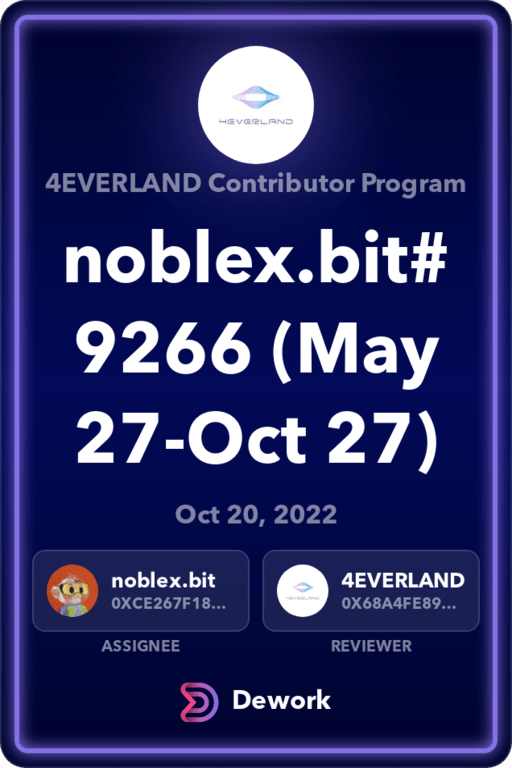 4EVERLAND
4EVERLAND Contributor Program
noblex.bit#
9266 (May
27-Oct 27)
Oct 20, 2022
noblex.bit
0XCE267F18...
ASSIGNEE
4EVERLAND
4EVERLAND
0X68A4FE89...
REVIEWER
Dework